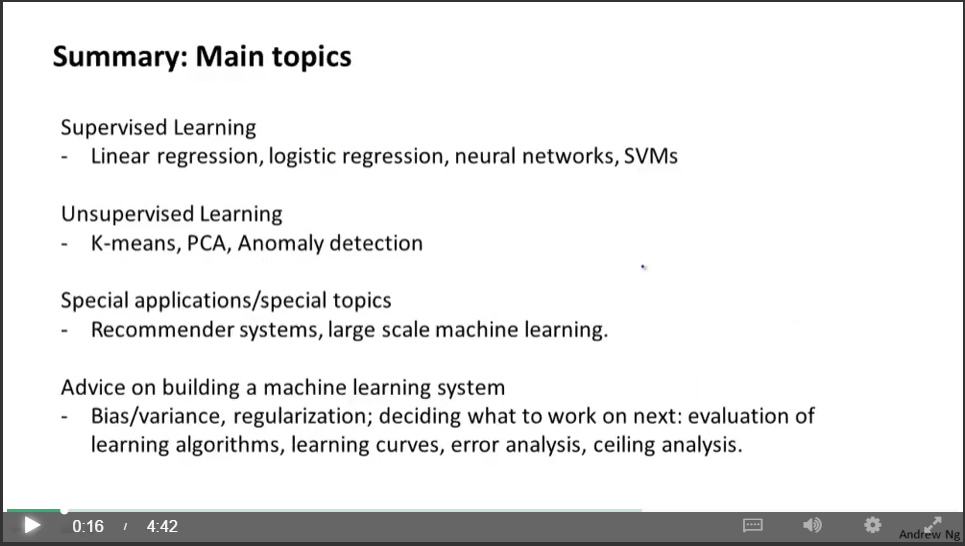 Summary: Main topics
Supervised Learning
- Linear regression, logistic regression, neural networks, SVMs
Unsupervised Learning
- K-means, PCA, Anomaly detection
Special applications/special topics
- Recommender systems, large scale machine learning.
Advice on building a machine learning system
- Bias/variance, regularization; deciding what to work on next: evaluation of
learning algorithms, learning curves, error analysis, ceiling analysis.
0:16 / 4:42
Andrew Ng